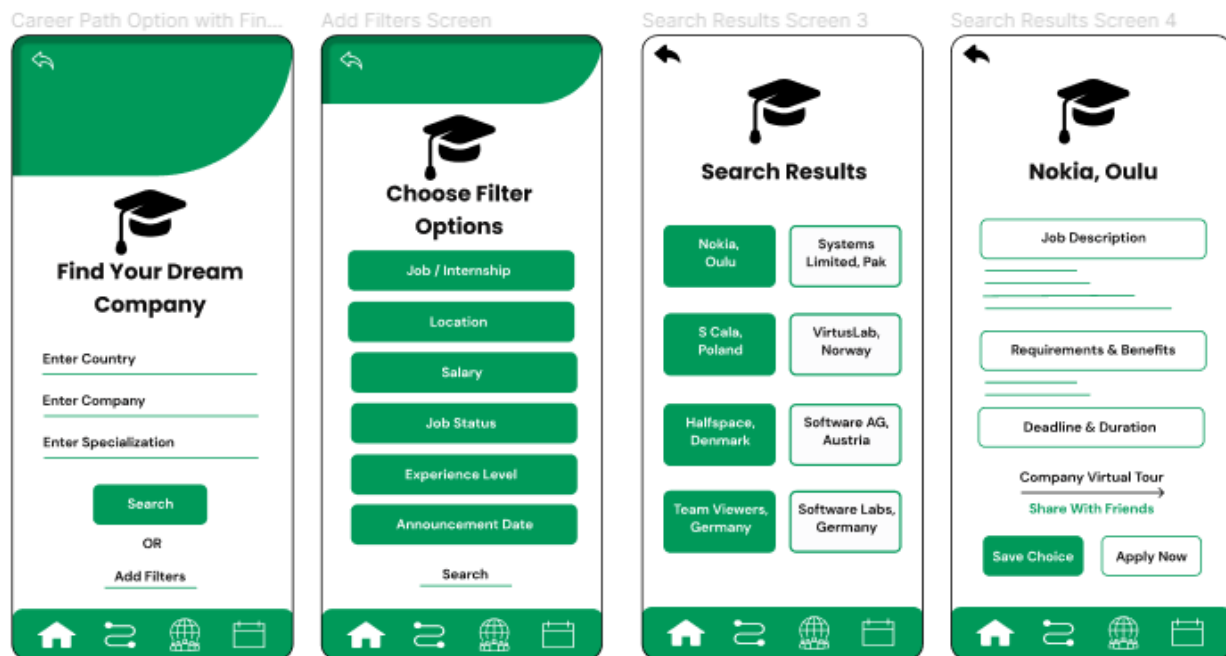 Career Path Option with Fin...
Find Your Dream
Company
Enter Country
Enter Company
Enter Specialization
Search
OR
Add Filters
Add Filters Screen
Choose Filter
Options
Job / Internship
Location
Salary
Job Status
Experience Level
Announcement Date
Search
Search Results Screen 3
Search Results
Nokia,
Oulu
Systems
Limited, Pak
S Cala,
Poland
VirtusLab,
Norway
Halfspace,
Denmark
Software AG,
Austria
Team Viewers,
Germany
Software Labs,
Germany
Search Results Screen 4
Nokia, Oulu
Job Description
Requirements & Benefits
Deadline & Duration
Company Virtual Tour
Share With Friends
Save Choice
Apply Now